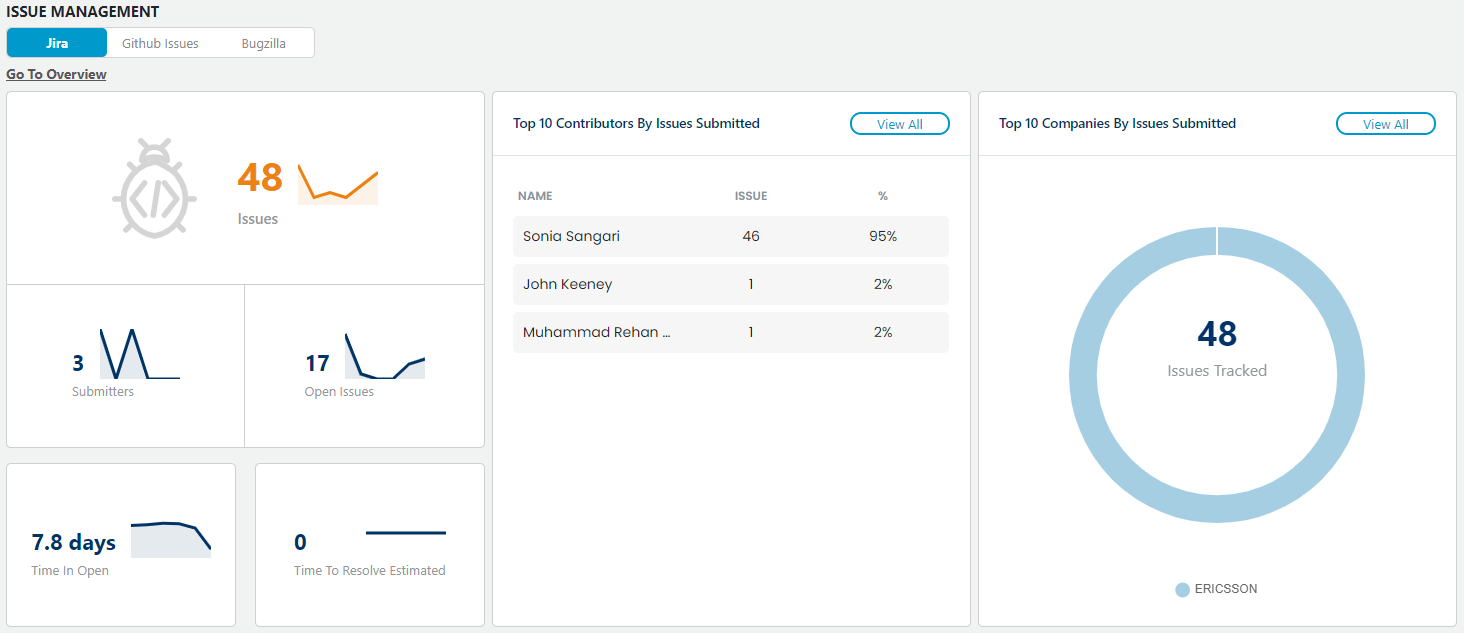 ISSUE MANAGEMENT
Jira
Github Issues
Bugzilla
Go To Overview
48
Issues
3
Submitters
17
Open Issues
7.8 days
Time In Open
0
Time To Resolve Estimated
Top 10 Contributors By Issues Submitted
View All
NAME ISSUE %
Sonia Sangari 46 95%
John Keeney 1 2%
Muhammad Rehan ... 1 2%
Top 10 Companies By Issues Submitted
View All
48
Issues Tracked
ERICSSON